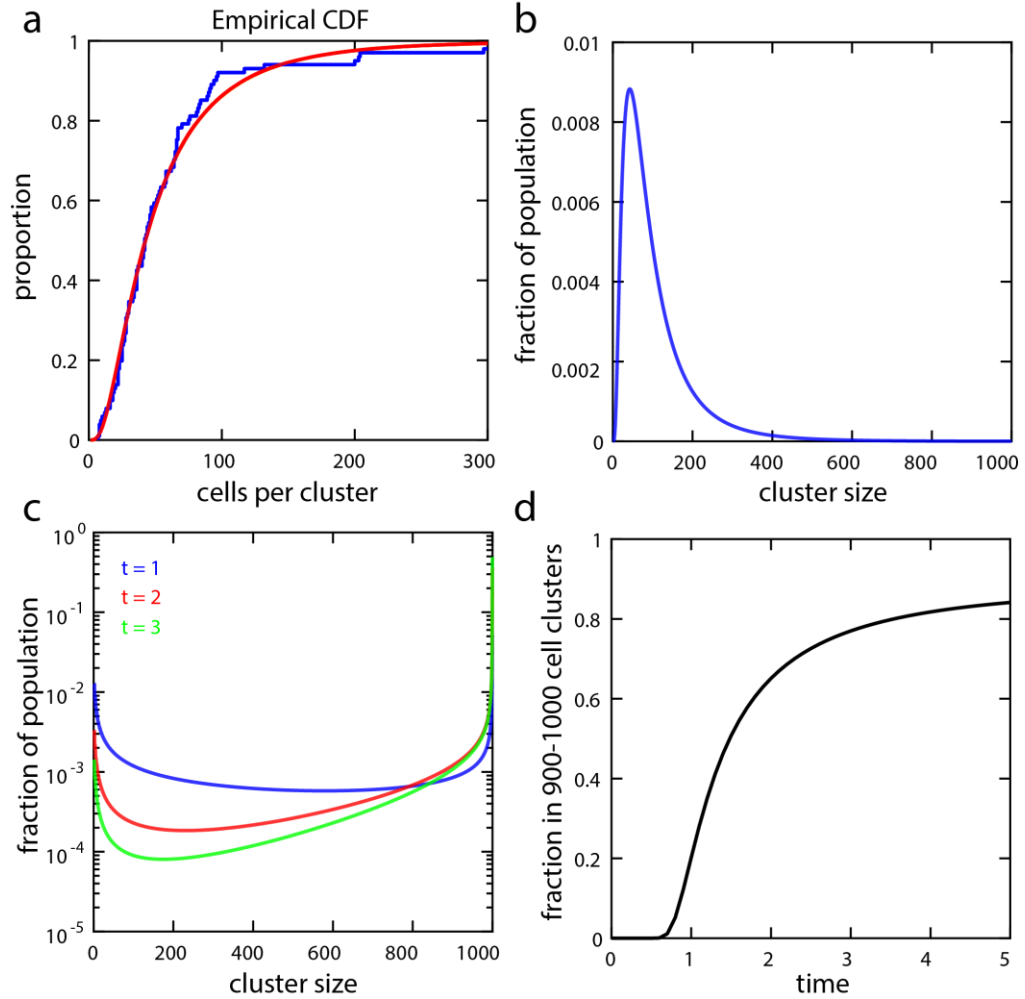 a
Empirical CDF
1
0.8
0.6
0.4
0.2
0
0 100 200 300
proportion
cells per cluster
b
0.01
0.008
0.006
0.004
0.002
0
0 200 400 600 800 1000
fraction of population
cluster size
c
10^0
10^-1
10^-2
10^-3
10^-4
10^-5
t = 1
t = 2
t = 3
0 200 400 600 800 1000
fraction of population
cluster size
d
1
0.8
0.6
0.4
0.2
0
0 1 2 3 4 5
fraction in 900-1000 cell clusters
time